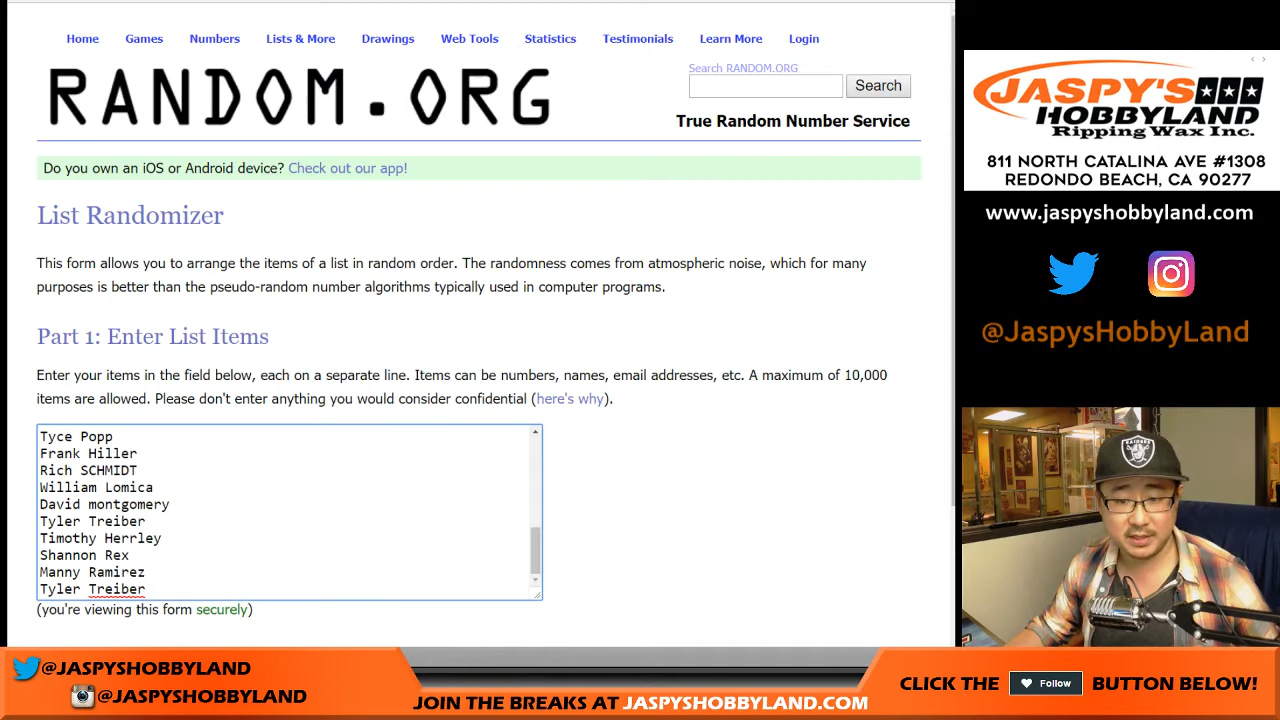 Home Games Numbers Lists & More Drawings Web Tools Statistics Testimonials Learn More Login
RANDOM.ORG
Search RANDOM.ORG
Search
True Random Number Service
Do you own an iOS or Android device? Check out our app!
List Randomizer
This form allows you to arrange the items of a list in random order. The randomness comes from atmospheric noise, which for many
purposes is better than the pseudo-random number algorithms typically used in computer programs.
Part 1: Enter List Items
Enter your items in the field below, each on a separate line. Items can be numbers, names, email addresses, etc. A maximum of 10,000
items are allowed. Please don't enter anything you would consider confidential (here's why).
Tyce Popp
Frank Hiller
Rich SCHMIDT
William Lomica
David montgomery
Tyler Treiber
Timothy Herrley
Shannon Rex
Manny Ramirez
Tyler Treiber
(you're viewing this form securely)
JASPY'S
HOBBYLAND
Ripping Wax Inc.
811 NORTH CATALINA AVE #1308
REDONDO BEACH, CA 90277
www.jaspyshobbyland.com
@JaspysHobbyLand
RAIDERS
@JASPYSHOBBYLAND
@JASPYSHOBBYLAND
JOIN THE BREAKS AT JASPYSHOBBYLAND.COM
CLICK THE Follow BUTTON BELOW!